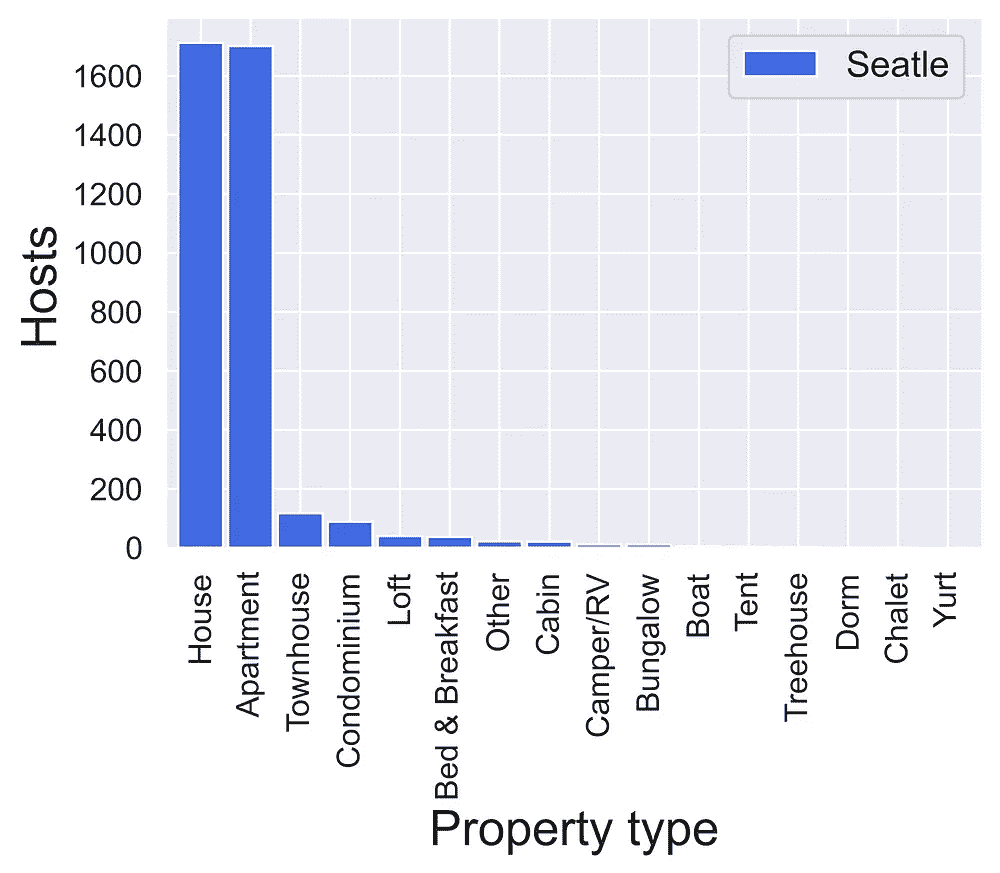 Seatle
Hosts
1600
1400
1200
1000
800
600
400
200
0
House
Apartment
Townhouse
Condominium
Loft
Bed & Breakfast
Other
Cabin
Camper/RV
Bungalow
Boat
Tent
Treehouse
Dorm
Chalet
Yurt
Property type